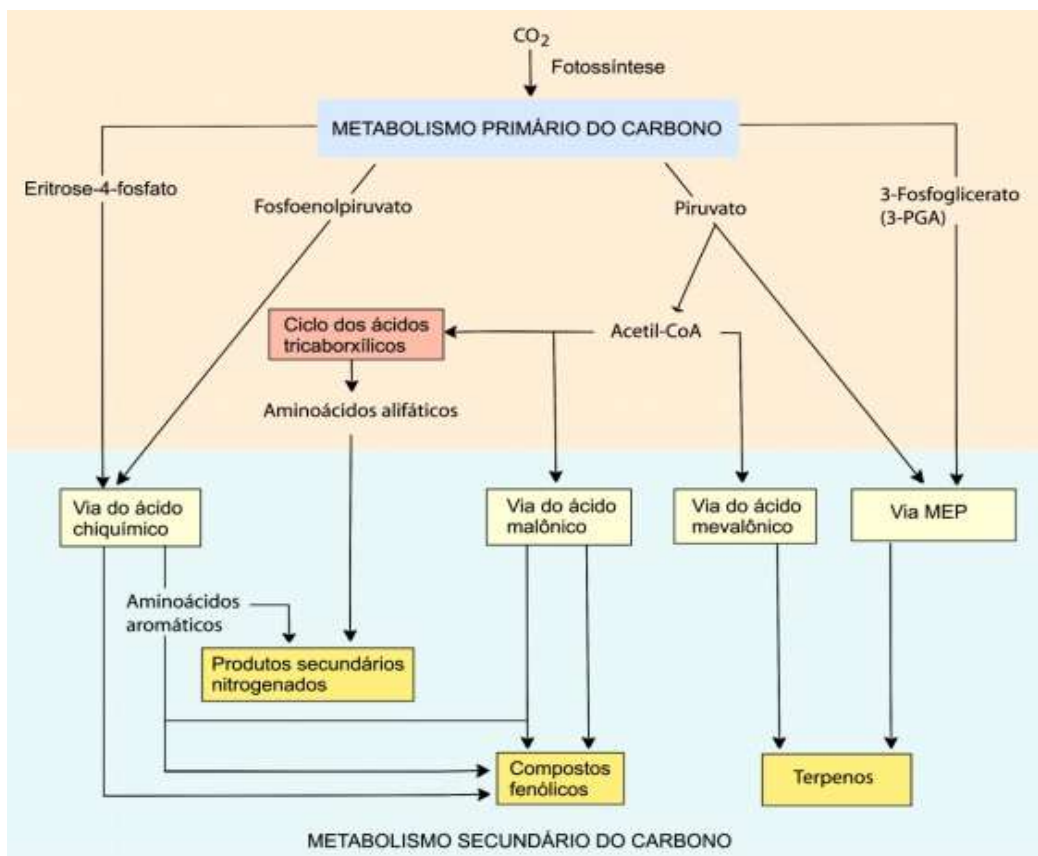 CO2
Fotossíntese
METABOLISMO PRIMÁRIO DO CARBONO
Eritrose-4-fosfato
Fosfoenolpiruvato
Piruvato
3-Fosfoglicerato
(3-PGA)
Ciclo dos ácidos
tricaborxílicos
Acetil-CoA
Aminoácidos alifáticos
Via do ácido
chiquímico
Via do ácido
malônico
Via do ácido
mevalônico
Via MEP
Aminoácidos
aromáticos
Produtos secundários
nitrogenados
Compostos
fenólicos
Terpenos
METABOLISMO SECUNDÁRIO DO CARBONO